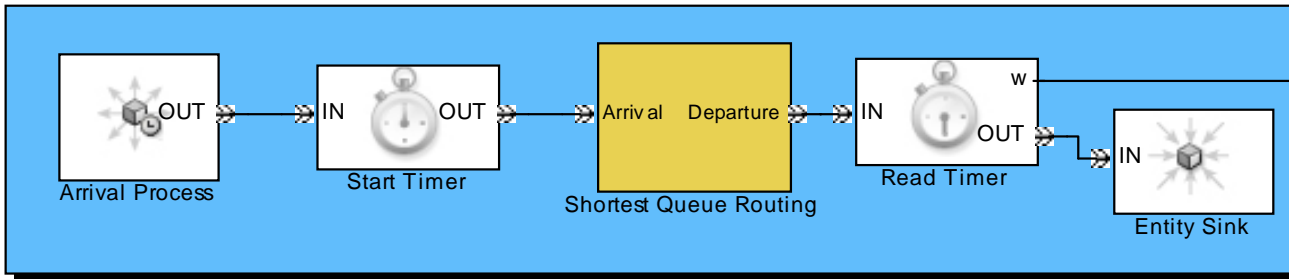 OUT
Arrival Process
IN
OUT
Start Timer
Arrival
Departure
Shortest Queue Routing
IN
w
OUT
Read Timer
IN
Entity Sink